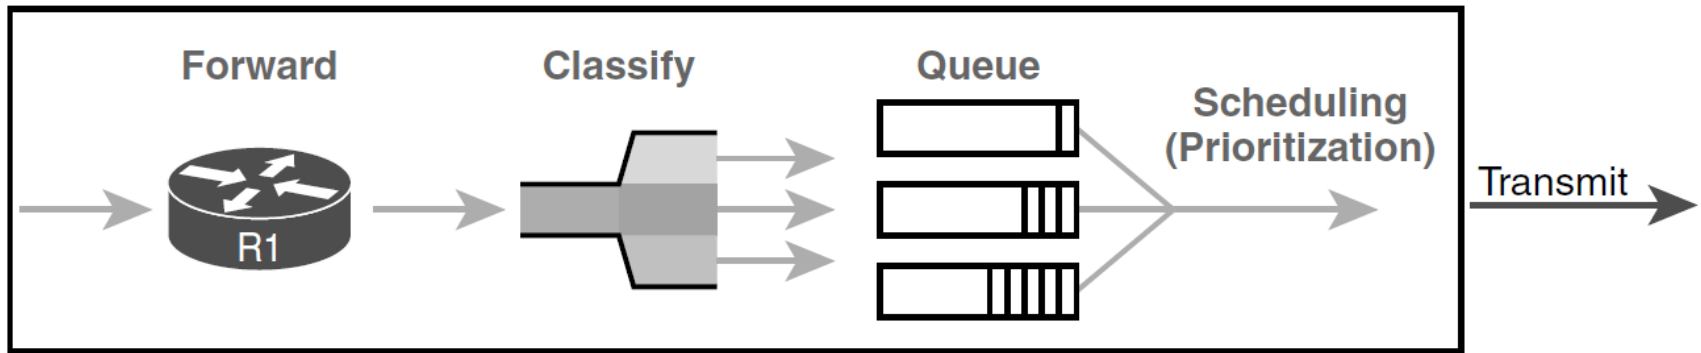 Forward
Classify
Queue
Scheduling
(Prioritization)
Transmit
R1